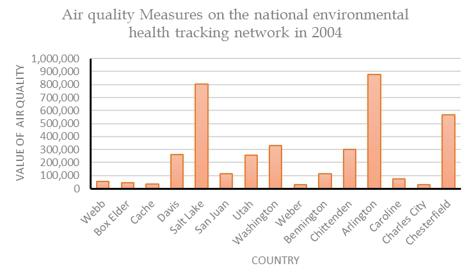 Air quality Measures on the national environmental
health tracking network in 2004
VALUE OF AIR QUALITY
1,000,000
900,000
800,000
700,000
600,000
500,000
400,000
300,000
200,000
100,000
0
Webb
Box Elder
Cache
Davis
Salt Lake
San Juan
Utah
Washington
Weber
Bennington
Chittenden
Arlington
Caroline
Charles City
Chesterfield
COUNTRY